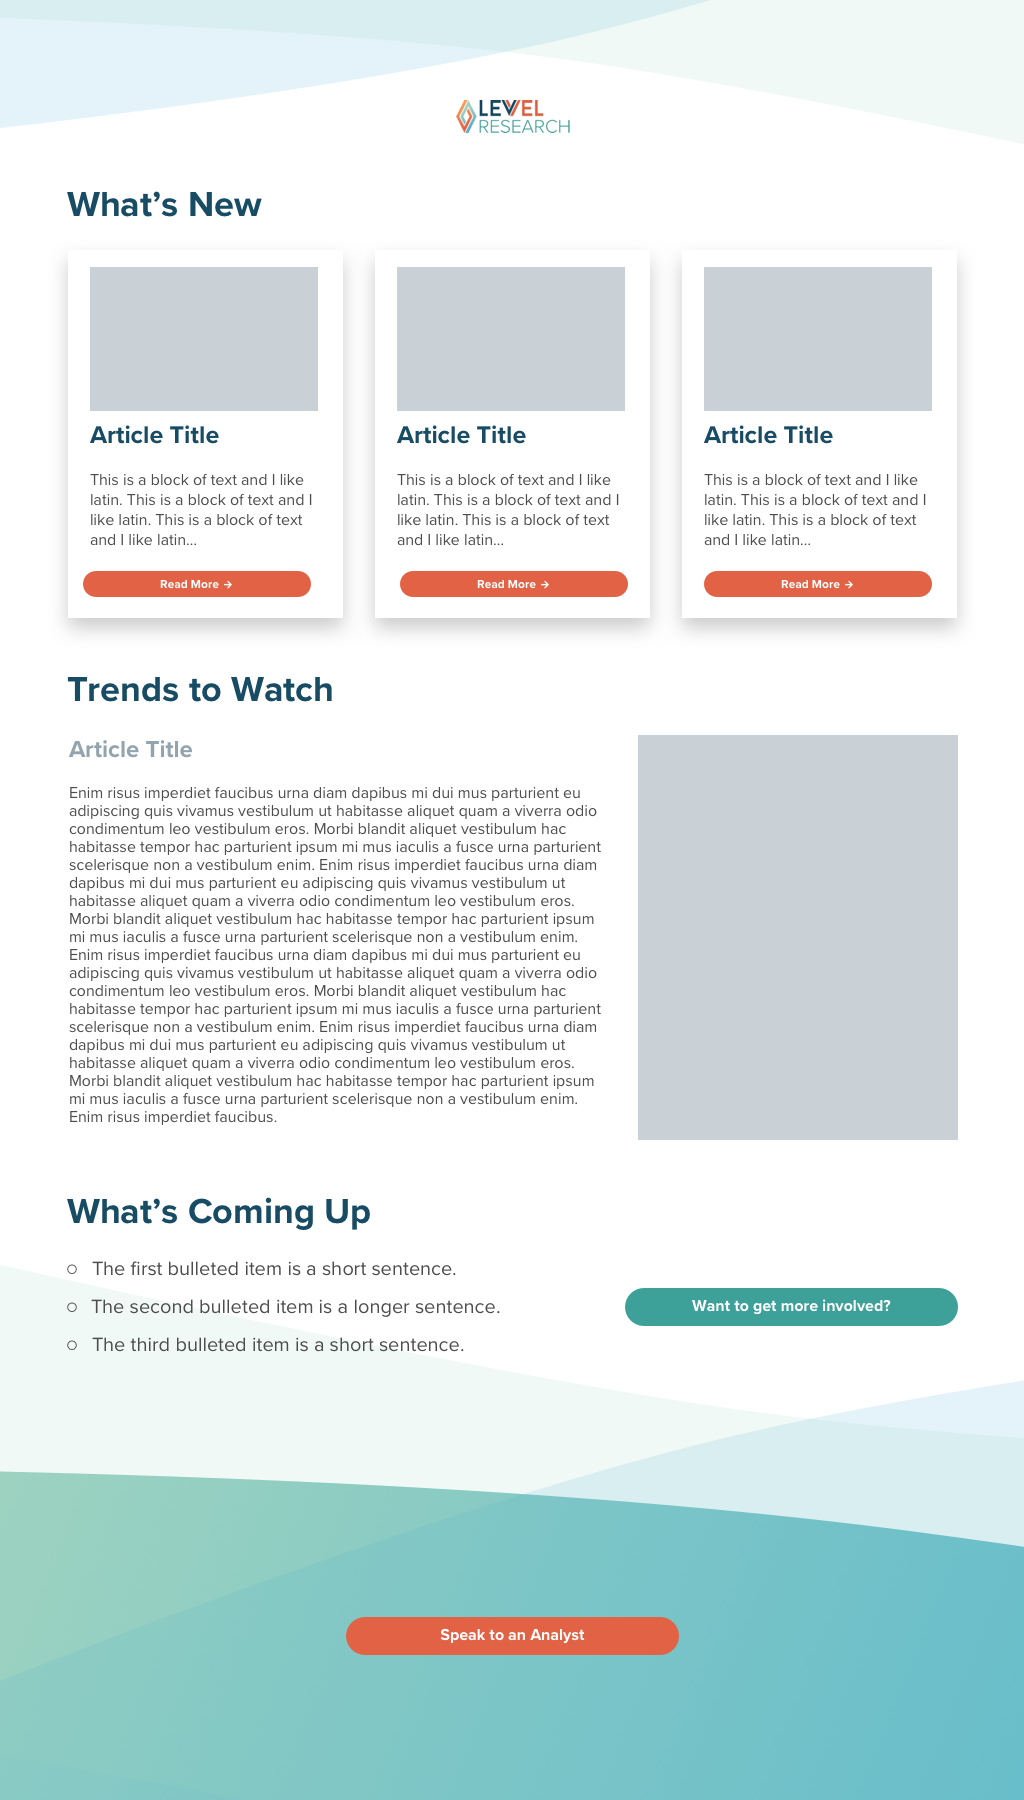 LEVVEL
RESEARCH
What’s New
Article Title
This is a block of text and I like
latin. This is a block of text and I
like latin. This is a block of text
and I like latin...
Read More →
Article Title
This is a block of text and I like
latin. This is a block of text and I
like latin. This is a block of text
and I like latin...
Read More →
Article Title
This is a block of text and I like
latin. This is a block of text and I
like latin. This is a block of text
and I like latin...
Read More →
Trends to Watch
Article Title
Enim risus imperdiet faucibus urna diam dapibus mi dui mus parturient eu
adipiscing quis vivamus vestibulum ut habitasse aliquet quam a viverra odio
condimentum leo vestibulum eros. Morbi blandit aliquet vestibulum hac
habitasse tempor hac parturient ipsum mi mus iaculis a fusce urna parturient
scelerisque non a vestibulum enim. Enim risus imperdiet faucibus urna diam
dapibus mi dui mus parturient eu adipiscing quis vivamus vestibulum ut
habitasse aliquet quam a viverra odio condimentum leo vestibulum eros.
Morbi blandit aliquet vestibulum hac habitasse tempor hac parturient ipsum
mi mus iaculis a fusce urna parturient scelerisque non a vestibulum enim.
Enim risus imperdiet faucibus urna diam dapibus mi dui mus parturient eu
adipiscing quis vivamus vestibulum ut habitasse aliquet quam a viverra odio
condimentum leo vestibulum eros. Morbi blandit aliquet vestibulum hac
habitasse tempor hac parturient ipsum mi mus iaculis a fusce urna parturient
scelerisque non a vestibulum enim. Enim risus imperdiet faucibus urna diam
dapibus mi dui mus parturient eu adipiscing quis vivamus vestibulum ut
habitasse aliquet quam a viverra odio condimentum leo vestibulum eros.
Morbi blandit aliquet vestibulum hac habitasse tempor hac parturient ipsum
mi mus iaculis a fusce urna parturient scelerisque non a vestibulum enim.
Enim risus imperdiet faucibus.
What’s Coming Up
○ The first bulleted item is a short sentence.
○ The second bulleted item is a longer sentence.
○ The third bulleted item is a short sentence.
Want to get more involved?
Speak to an Analyst